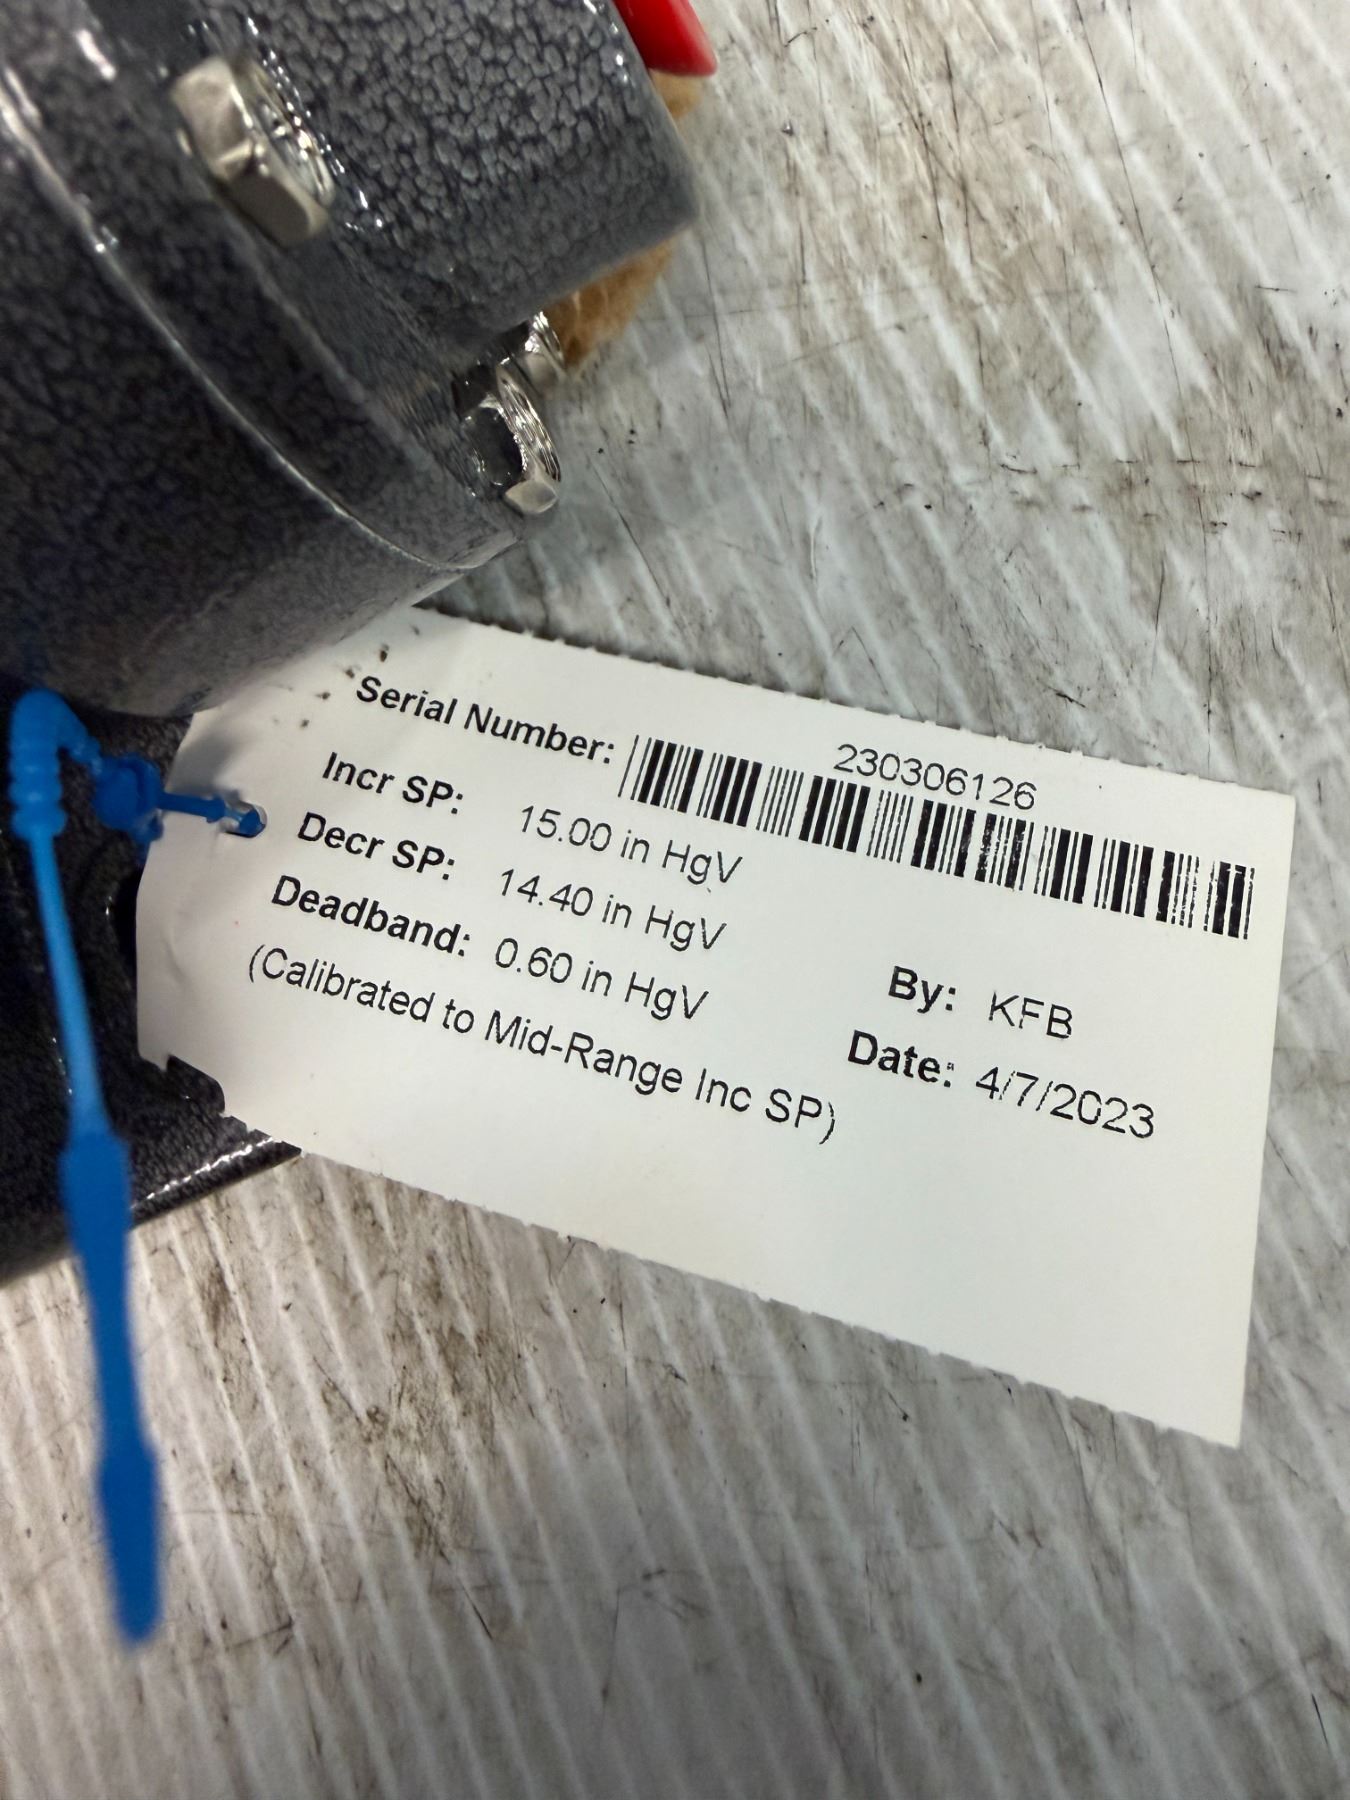 Serial Number: 230306126
Incr SP: 15.00 in HgV
Decr SP: 14.40 in HgV
Deadband: 0.60 in HgV
(Calibrated to Mid-Range Inc SP)
By: KFB
Date: 4/7/2023